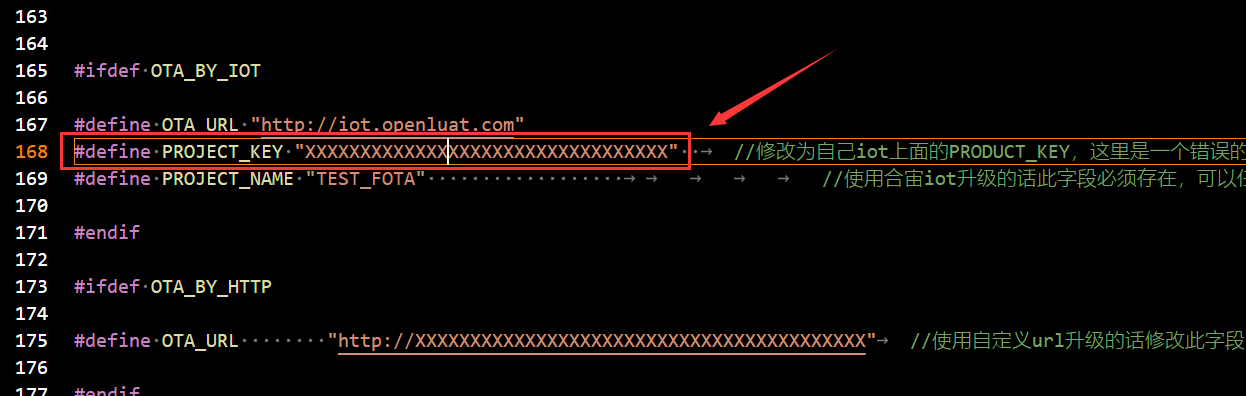 163
164
165 #ifdef OTA_BY_IOT
166
167 #define OTA_URL "http://iot.openluat.com"
168 #define PROJECT_KEY "XXXXXXXXXXXXXXXXXXXXXXXXXXXXXXXXX" //修改为自己iot上面的PRODUCT_KEY，这里是一个错误的
169 #define PROJECT_NAME "TEST_FOTA" //使用合宙iot升级的话此字段必须存在，可以任
170
171 #endif
172
173 #ifdef OTA_BY_HTTP
174
175 #define OTA_URL "http://XXXXXXXXXXXXXXXXXXXXXXXXXXXXXXXXXXXXXXXXX" //使用自定义url升级的话修改此字段
176
177 #endif